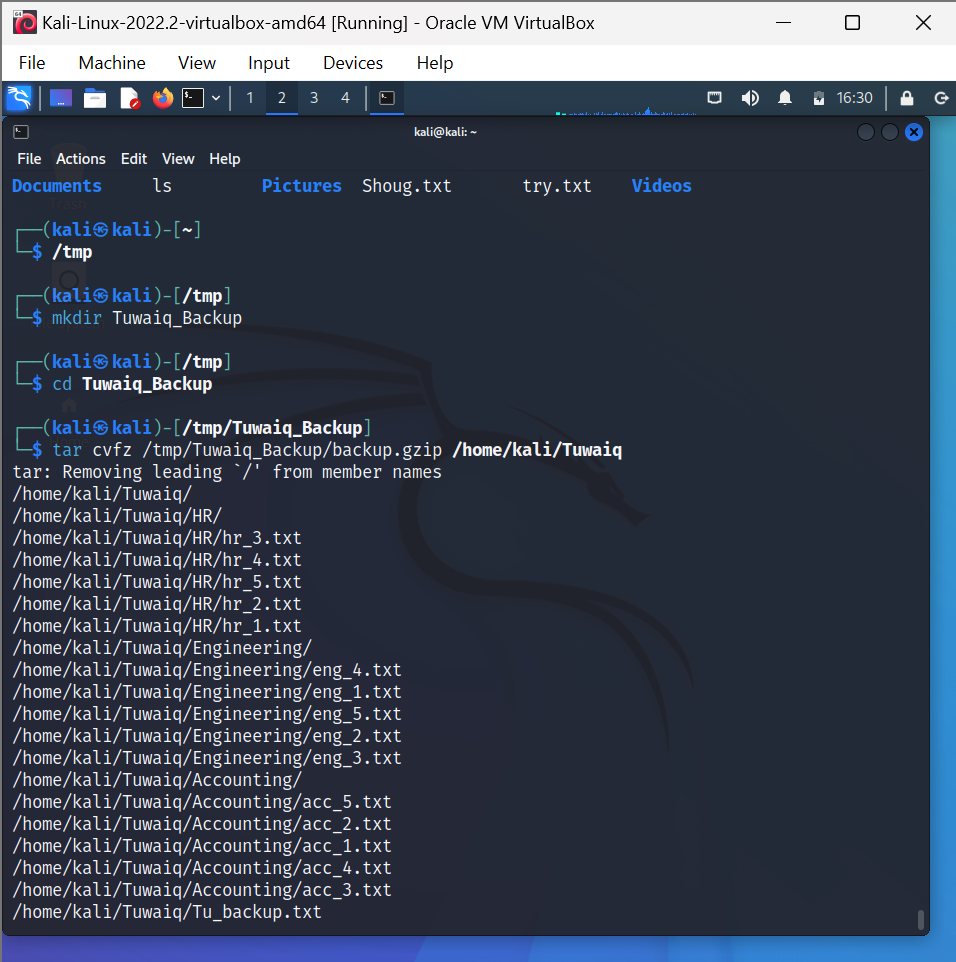 Kali-Linux-2022.2-virtualbox-amd64 [Running] - Oracle VM VirtualBox
File Machine View Input Devices Help
1 2 3 4 16:30
kali@kali: ~
File Actions Edit View Help
Documents ls Pictures Shoug.txt try.txt Videos
┌──(kali㉿kali)-[~]
└─$ /tmp
┌──(kali㉿kali)-[/tmp]
└─$ mkdir Tuwaiq_Backup
┌──(kali㉿kali)-[/tmp]
└─$ cd Tuwaiq_Backup
┌──(kali㉿kali)-[/tmp/Tuwaiq_Backup]
└─$ tar cvfz /tmp/Tuwaiq_Backup/backup.gzip /home/kali/Tuwaiq
tar: Removing leading `/' from member names
/home/kali/Tuwaiq/
/home/kali/Tuwaiq/HR/
/home/kali/Tuwaiq/HR/hr_3.txt
/home/kali/Tuwaiq/HR/hr_4.txt
/home/kali/Tuwaiq/HR/hr_5.txt
/home/kali/Tuwaiq/HR/hr_2.txt
/home/kali/Tuwaiq/HR/hr_1.txt
/home/kali/Tuwaiq/Engineering/
/home/kali/Tuwaiq/Engineering/eng_4.txt
/home/kali/Tuwaiq/Engineering/eng_1.txt
/home/kali/Tuwaiq/Engineering/eng_5.txt
/home/kali/Tuwaiq/Engineering/eng_2.txt
/home/kali/Tuwaiq/Engineering/eng_3.txt
/home/kali/Tuwaiq/Accounting/
/home/kali/Tuwaiq/Accounting/acc_5.txt
/home/kali/Tuwaiq/Accounting/acc_2.txt
/home/kali/Tuwaiq/Accounting/acc_1.txt
/home/kali/Tuwaiq/Accounting/acc_4.txt
/home/kali/Tuwaiq/Accounting/acc_3.txt
/home/kali/Tuwaiq/Tu_backup.txt